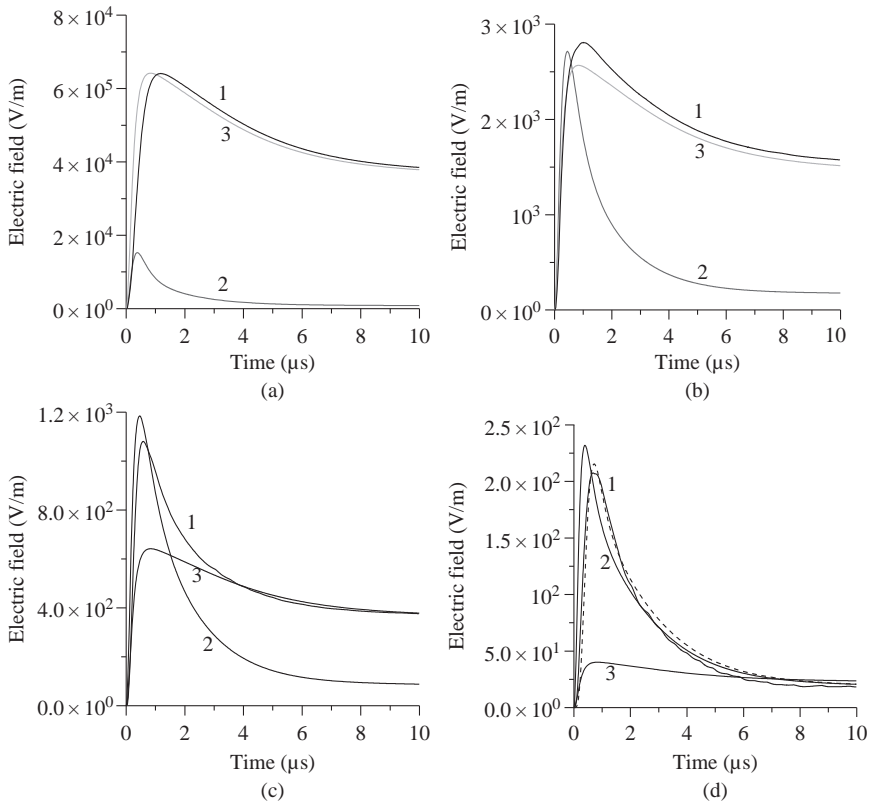 8 × 10⁴
6 × 10⁵
4 × 10⁴
2 × 10⁴
0 × 10⁰
Electric field (V/m)
1
3
2
0 2 4 6 8 10
Time (µs)
(a)
3 × 10³
2 × 10³
10³
0 × 10⁰
Electric field (V/m)
1
3
2
0 2 4 6 8 10
Time (µs)
(b)
1.2 × 10³
8.0 × 10²
4.0 × 10²
0.0 × 10⁰
Electric field (V/m)
1
3
2
0 2 4 6 8 10
Time (µs)
(c)
2.5 × 10²
2.0 × 10²
1.5 × 10²
10²
5.0 × 10¹
0.0 × 10⁰
Electric field (V/m)
1
2
3
0 2 4 6 8 10
Time (µs)
(d)